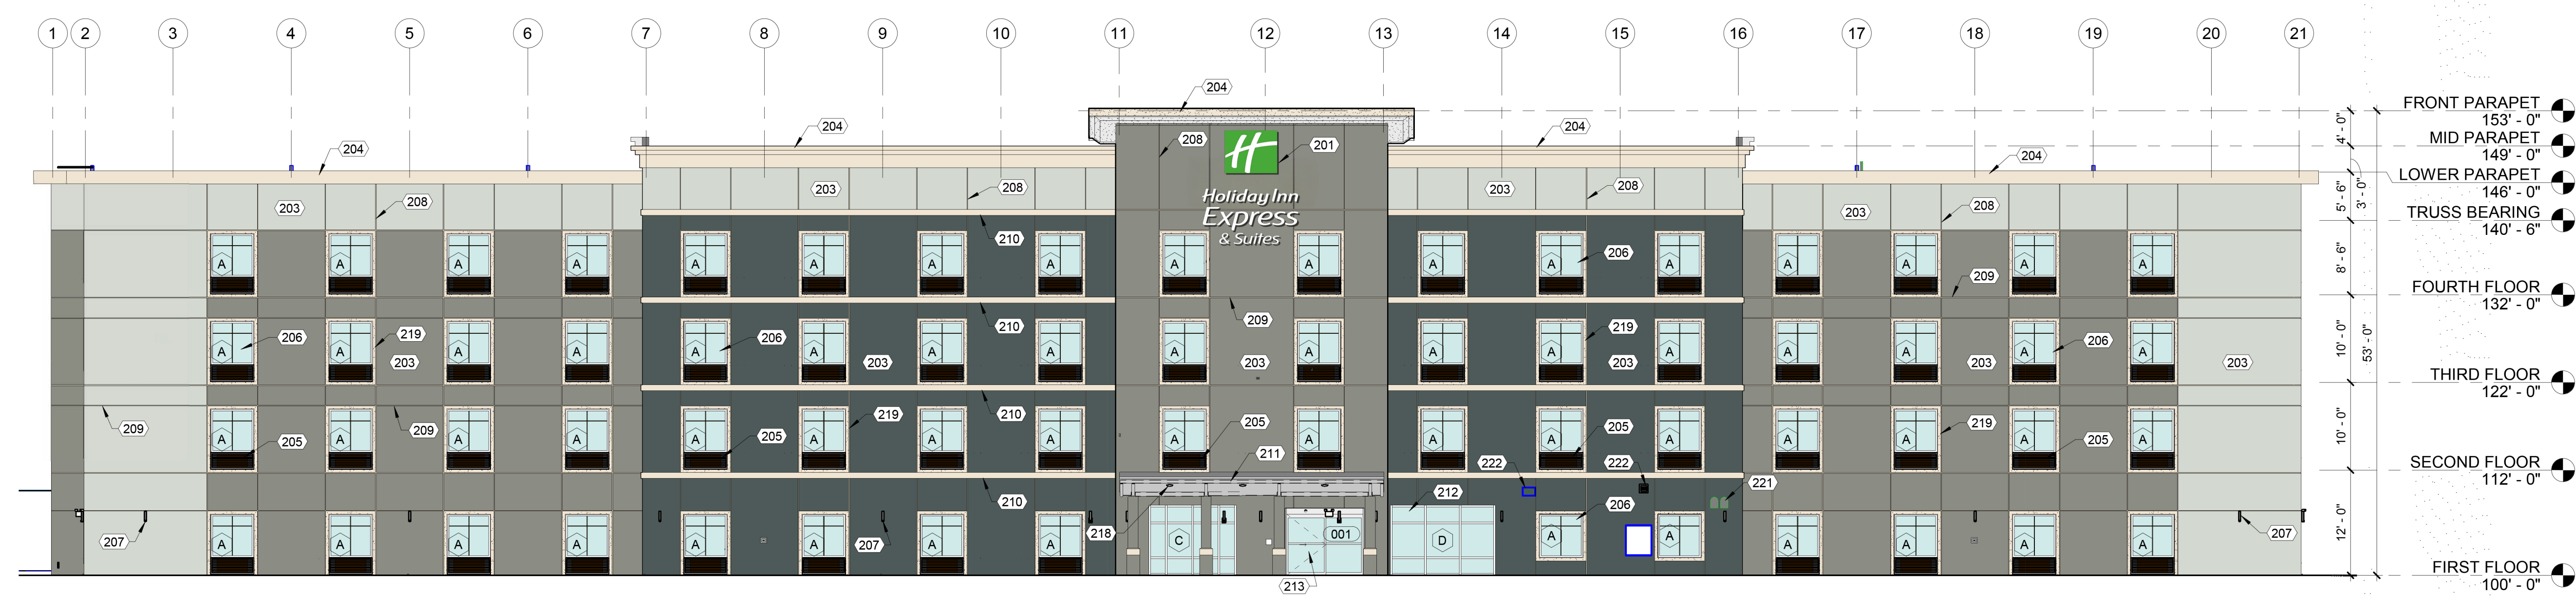 1 2 3 4 5 6 7 8 9 10 11 12 13 14 15 16 17 18 19 20 21
204
FRONT PARAPET
153' - 0"
4' - 0"
204 204
MID PARAPET
149' - 0"
208 201
204 204
LOWER PARAPET
146' - 0"
3' - 0"
5' - 6"
203 203 208 Holiday Inn 203 208
203 208 Express 203 208
TRUSS BEARING
140' - 6"
210 & Suites
206
A A A A A A A A A A A A A A A A A
8' - 6"
209
FOURTH FLOOR
132' - 0"
210 209
206 219 206 219 206
A A A A A A A A A A A A A A A A A
203 203 203 203 203 203
10' - 0"
53' - 0"
THIRD FLOOR
122' - 0"
210
209 209 219 205 205 219
205 205 205
A A A A A A A A A A A A A A A A A
10' - 0"
211
222 222
SECOND FLOOR
112' - 0"
221
212
210
206
218 001
207 207 207
A A A A A A A A C D A A A A A A
12' - 0"
213
FIRST FLOOR
100' - 0"